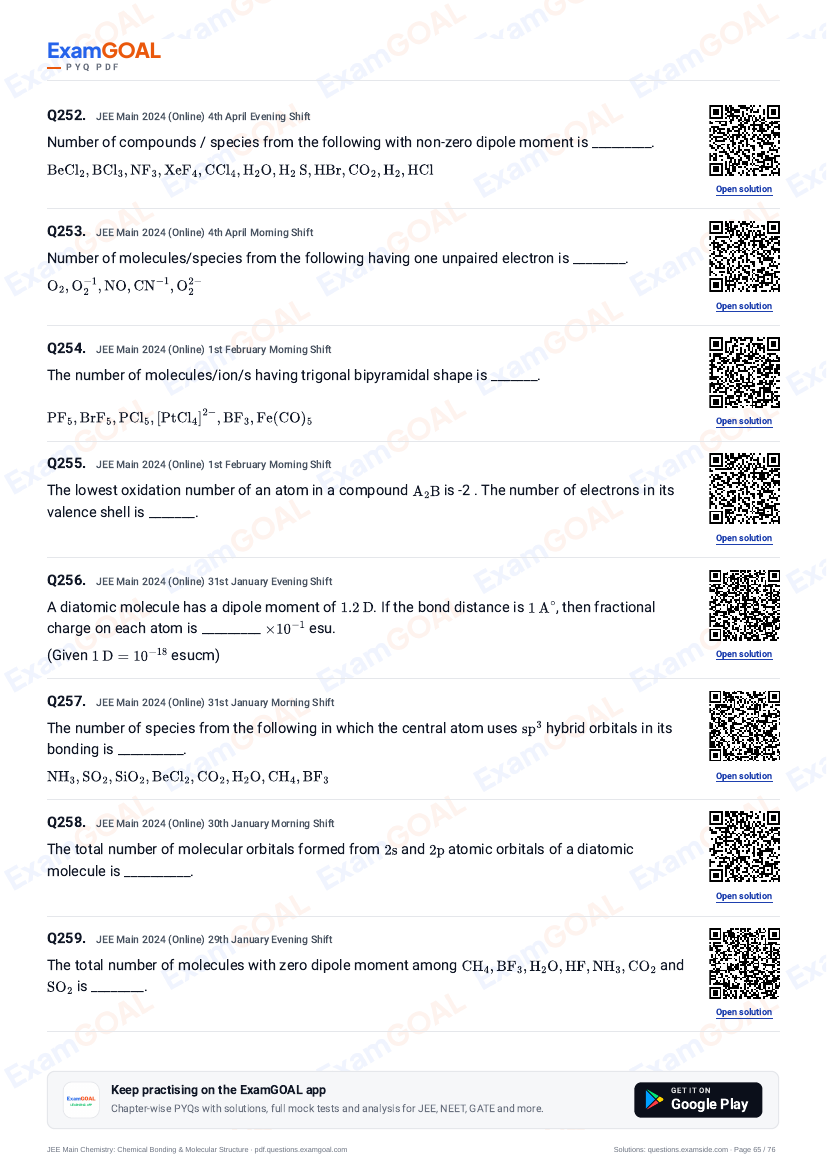 ExamGOAL
PYQ PDF
Q252. JEE Main 2024 (Online) 4th April Evening Shift
Number of compounds / species from the following with non-zero dipole moment is _________.
BeCl₂, BCl₃, NF₃, XeF₄, CCl₄, H₂O, H₂ S, HBr, CO₂, H₂, HCl
Open solution
Q253. JEE Main 2024 (Online) 4th April Morning Shift
Number of molecules/species from the following having one unpaired electron is ________.
O₂, O₂⁻¹, NO, CN⁻¹, O₂²⁻
Open solution
Q254. JEE Main 2024 (Online) 1st February Morning Shift
The number of molecules/ion/s having trigonal bipyramidal shape is _______.
PF₅, BrF₅, PCl₅, [PtCl₄]²⁻, BF₃, Fe(CO)₅
Open solution
Q255. JEE Main 2024 (Online) 1st February Morning Shift
The lowest oxidation number of an atom in a compound A₂B is -2 . The number of electrons in its
valence shell is _______.
Open solution
Q256. JEE Main 2024 (Online) 31st January Evening Shift
A diatomic molecule has a dipole moment of 1.2 D. If the bond distance is 1 A°, then fractional
charge on each atom is _________ ×10⁻¹ esu.
(Given 1 D = 10⁻¹⁸ esucm)
Open solution
Q257. JEE Main 2024 (Online) 31st January Morning Shift
The number of species from the following in which the central atom uses sp³ hybrid orbitals in its
bonding is __________.
NH₃, SO₂, SiO₂, BeCl₂, CO₂, H₂O, CH₄, BF₃
Open solution
Q258. JEE Main 2024 (Online) 30th January Morning Shift
The total number of molecular orbitals formed from 2s and 2p atomic orbitals of a diatomic
molecule is __________.
Open solution
Q259. JEE Main 2024 (Online) 29th January Evening Shift
The total number of molecules with zero dipole moment among CH₄, BF₃, H₂O, HF, NH₃, CO₂ and
SO₂ is ________.
Open solution
Keep practising on the ExamGOAL app
Chapter-wise PYQs with solutions, full mock tests and analysis for JEE, NEET, GATE and more.
GET IT ON
Google Play
JEE Main Chemistry: Chemical Bonding & Molecular Structure · pdf.questions.examgoal.com
Solutions: questions.examside.com · Page 65 / 76